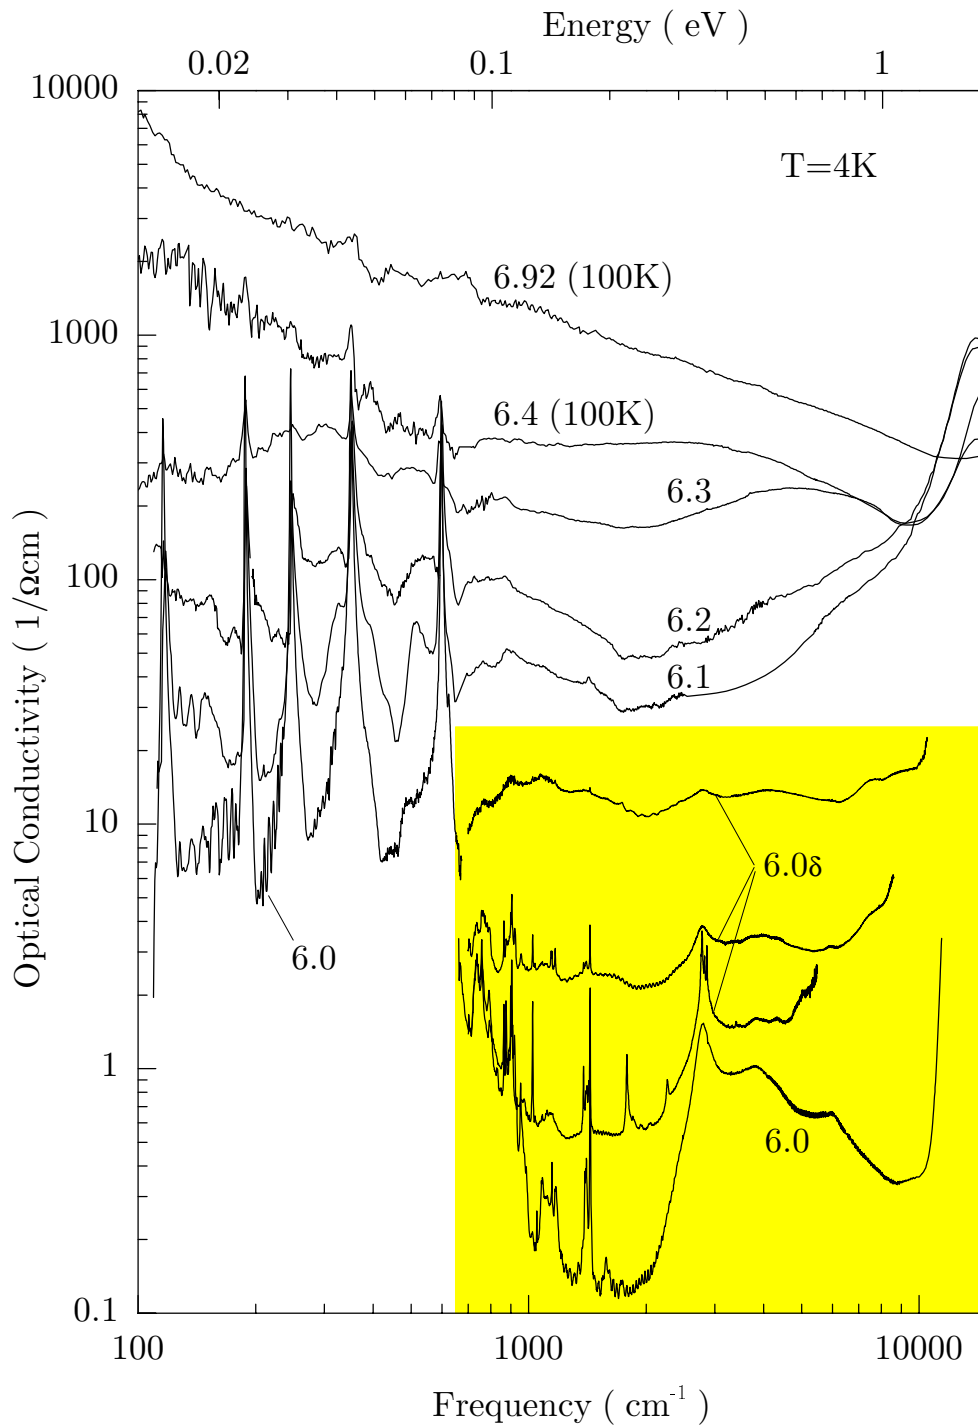 Energy ( eV )
0.02 0.1 1
10000
T=4K
6.92 (100K)
1000
6.4 (100K)
6.3
100
6.2
6.1
10
6.0δ
6.0
1
6.0
0.1
100 1000 10000
Frequency ( cm⁻¹ )
Optical Conductivity ( 1/Ωcm )